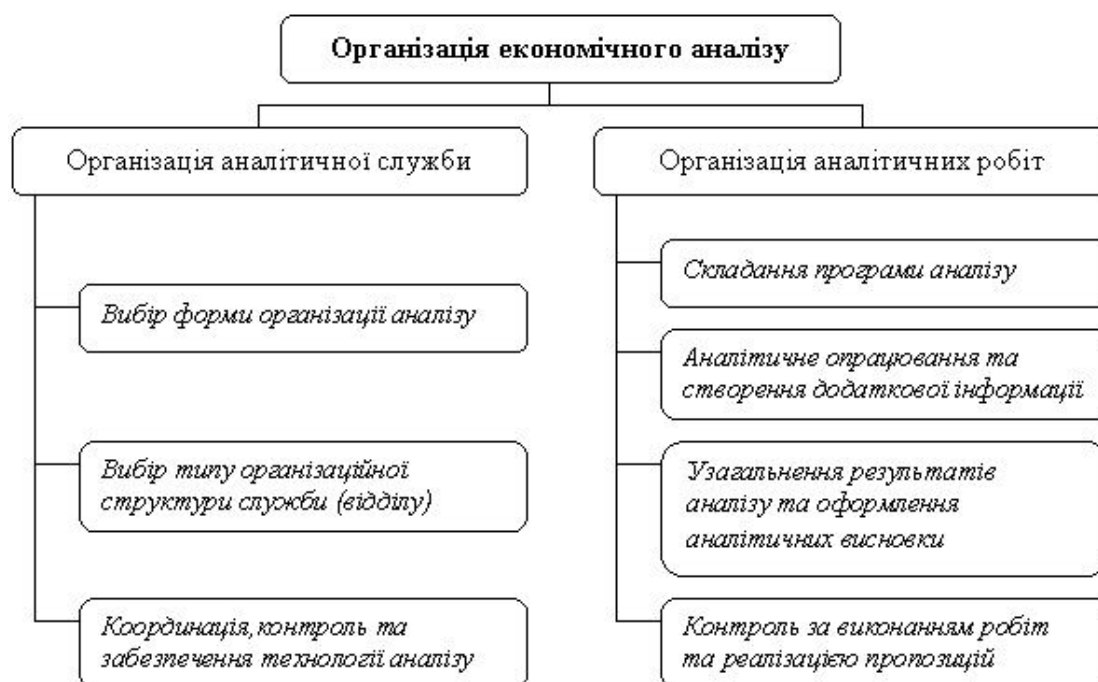 Організація економічного аналізу
Організація аналітичної служби
Вибір форми організації аналізу
Вибір типу організаційної
структури служби (відділу)
Координація, контроль та
забезпечення технології аналізу
Організація аналітичних робіт
Складання програми аналізу
Аналітичне опрацювання та
створення додаткової інформації
Узагальнення результатів
аналізу та оформлення
аналітичних висновки
Контроль за виконанням робіт
та реалізацією пропозицій